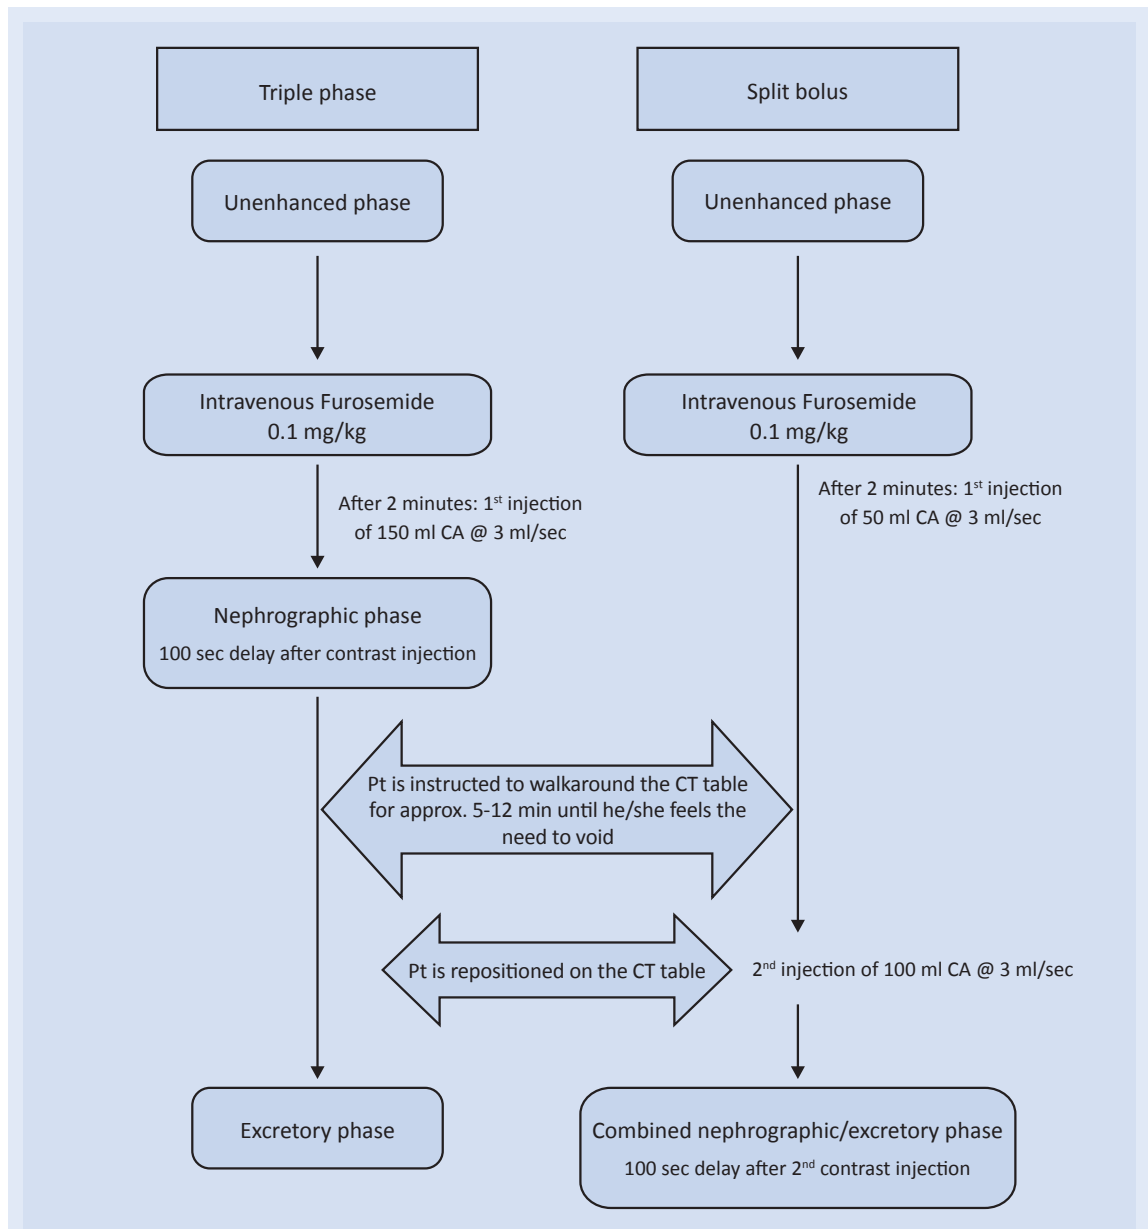 Triple phase
Split bolus
Unenhanced phase
Unenhanced phase
Intravenous Furosemide
0.1 mg/kg
Intravenous Furosemide
0.1 mg/kg
After 2 minutes: 1st injection
of 150 ml CA @ 3 ml/sec
After 2 minutes: 1st injection
of 50 ml CA @ 3 ml/sec
Nephrographic phase
100 sec delay after contrast injection
Pt is instructed to walkaround the CT table
for approx. 5-12 min until he/she feels the
need to void
Pt is repositioned on the CT table
2nd injection of 100 ml CA @ 3 ml/sec
Excretory phase
Combined nephrographic/excretory phase
100 sec delay after 2nd contrast injection